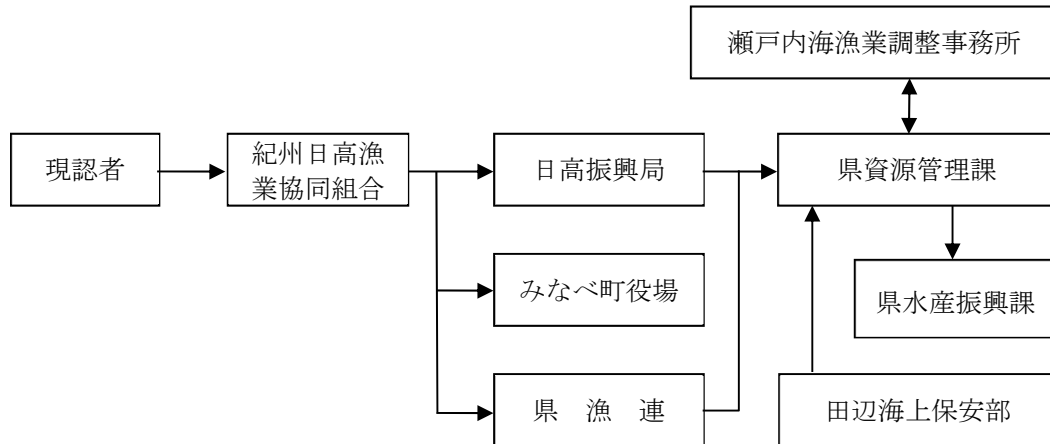 瀬戸内海漁業調整事務所
現認者
紀州日高漁
業協同組合
日高振興局
県資源管理課
みなべ町役場
県水産振興課
県　漁　連
田辺海上保安部